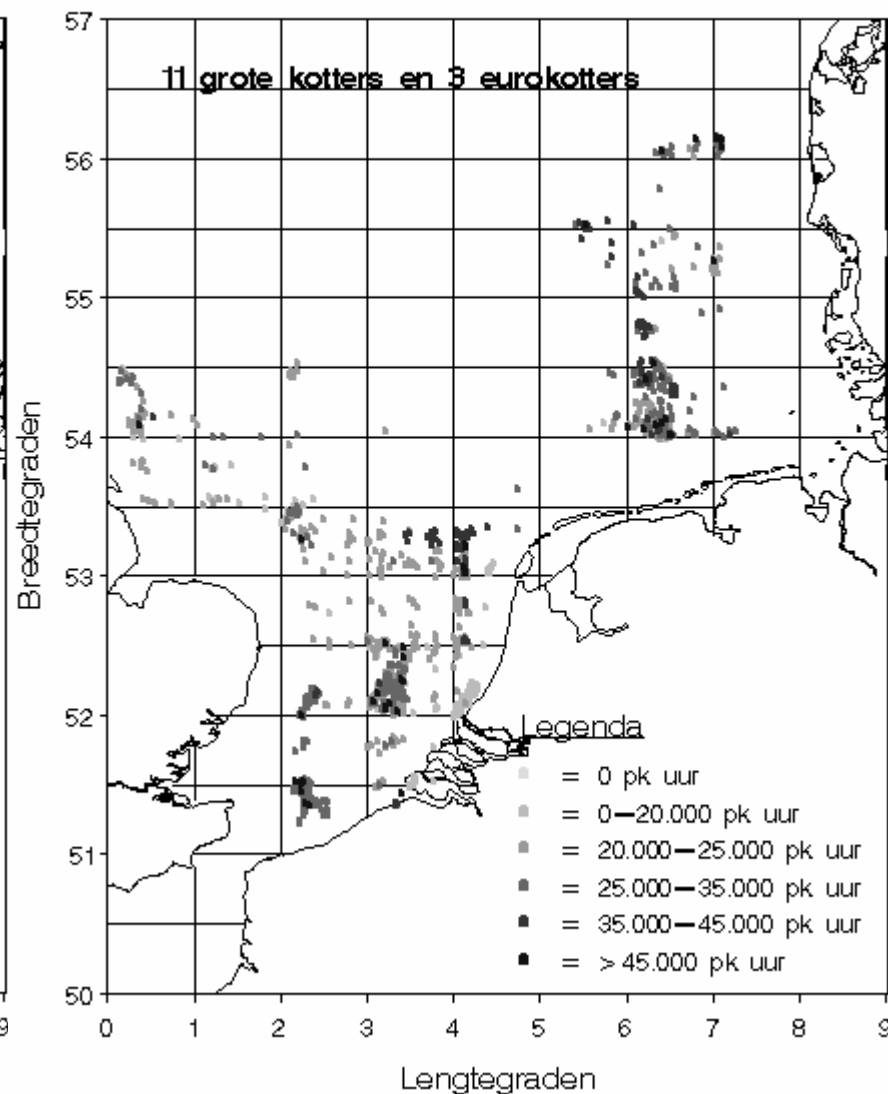 57
11 grote kotters en 3 eurokotters
56
55
54
53
52
51
50
Breedtegraden
Legenda
= 0 pk uur
= 0–20.000 pk uur
= 20.000–25.000 pk uur
= 25.000–35.000 pk uur
= 35.000–45.000 pk uur
= >45.000 pk uur
9
0 1 2 3 4 5 6 7 8 9
Lengtegraden